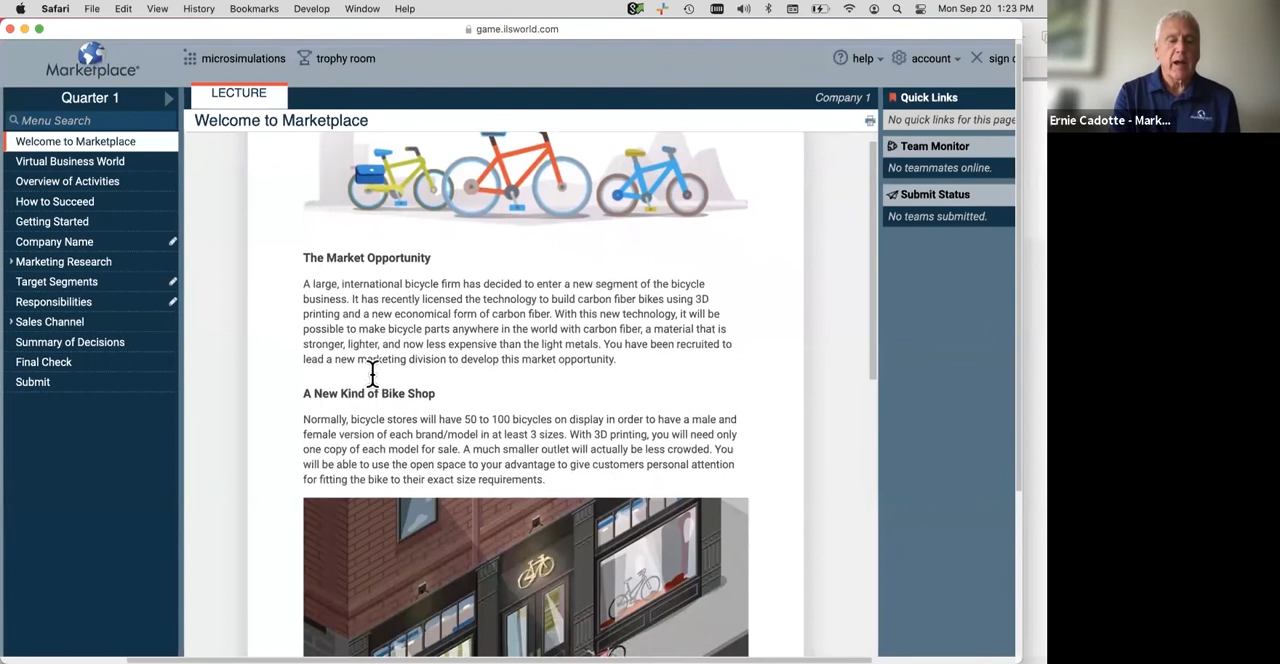 Safari File Edit View History Bookmarks Develop Window Help Mon Sep 20 1:23 PM
game.ilsworld.com
Marketplace
microsimulations trophy room help account sign
Quarter 1
LECTURE
Company 1
Menu Search
Welcome to Marketplace
Welcome to Marketplace
Virtual Business World
Overview of Activities
How to Succeed
Getting Started
Company Name
Marketing Research
Target Segments
Responsibilities
Sales Channel
Summary of Decisions
Final Check
Submit
The Market Opportunity
A large, international bicycle firm has decided to enter a new segment of the bicycle
business. It has recently licensed the technology to build carbon fiber bikes using 3D
printing and a new economical form of carbon fiber. With this new technology, it will be
possible to make bicycle parts anywhere in the world with carbon fiber, a material that is
stronger, lighter, and now less expensive than the light metals. You have been recruited to
lead a new marketing division to develop this market opportunity.
A New Kind of Bike Shop
Normally, bicycle stores will have 50 to 100 bicycles on display in order to have a male and
female version of each brand/model in at least 3 sizes. With 3D printing, you will need only
one copy of each model for sale. A much smaller outlet will actually be less crowded. You
will be able to use the open space to your advantage to give customers personal attention
for fitting the bike to their exact size requirements.
Quick Links
No quick links for this page
Team Monitor
No teammates online.
Submit Status
No teams submitted.
Ernie Cadotte - Mark...